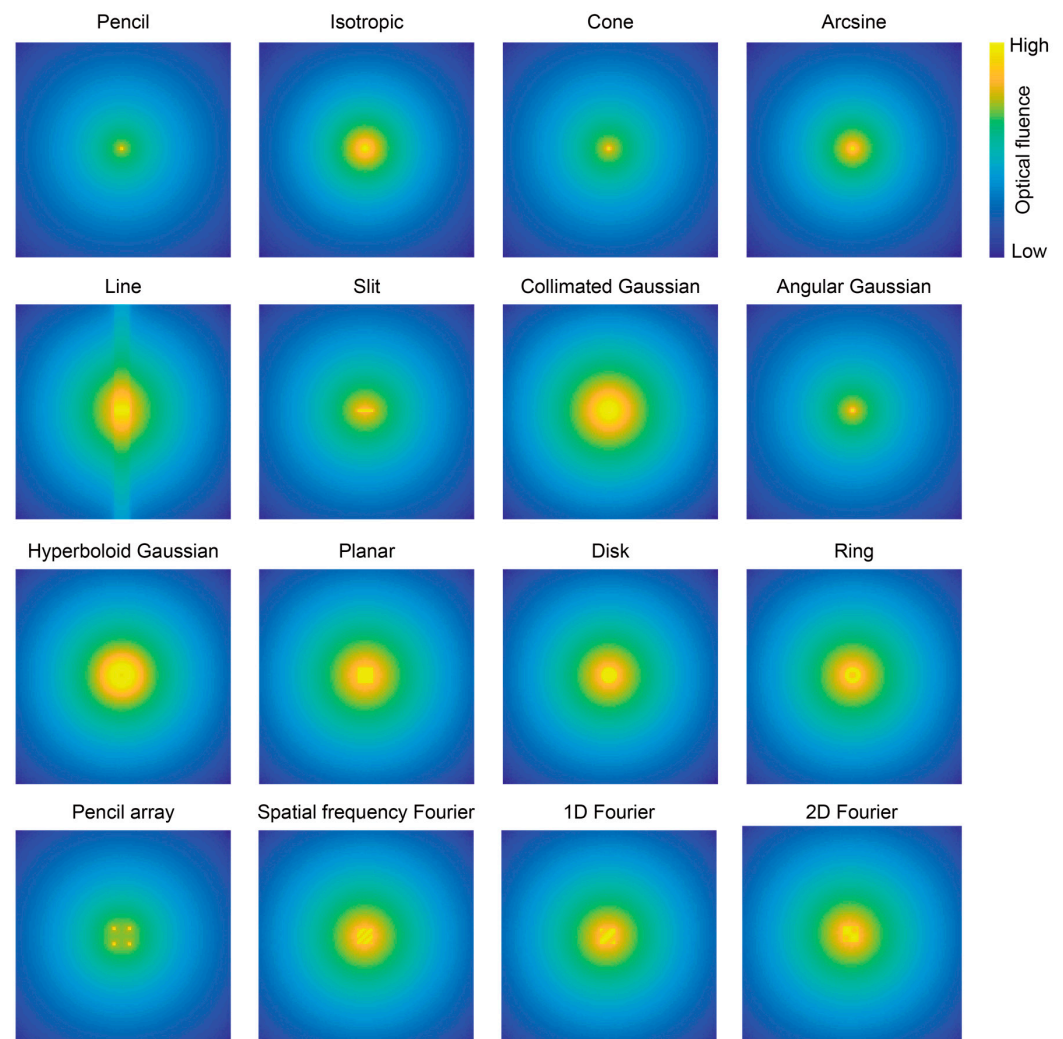 Pencil
Isotropic
Cone
Arcsine
High
Optical fluence
Low
Line
Slit
Collimated Gaussian
Angular Gaussian
Hyperboloid Gaussian
Planar
Disk
Ring
Pencil array
Spatial frequency Fourier
1D Fourier
2D Fourier